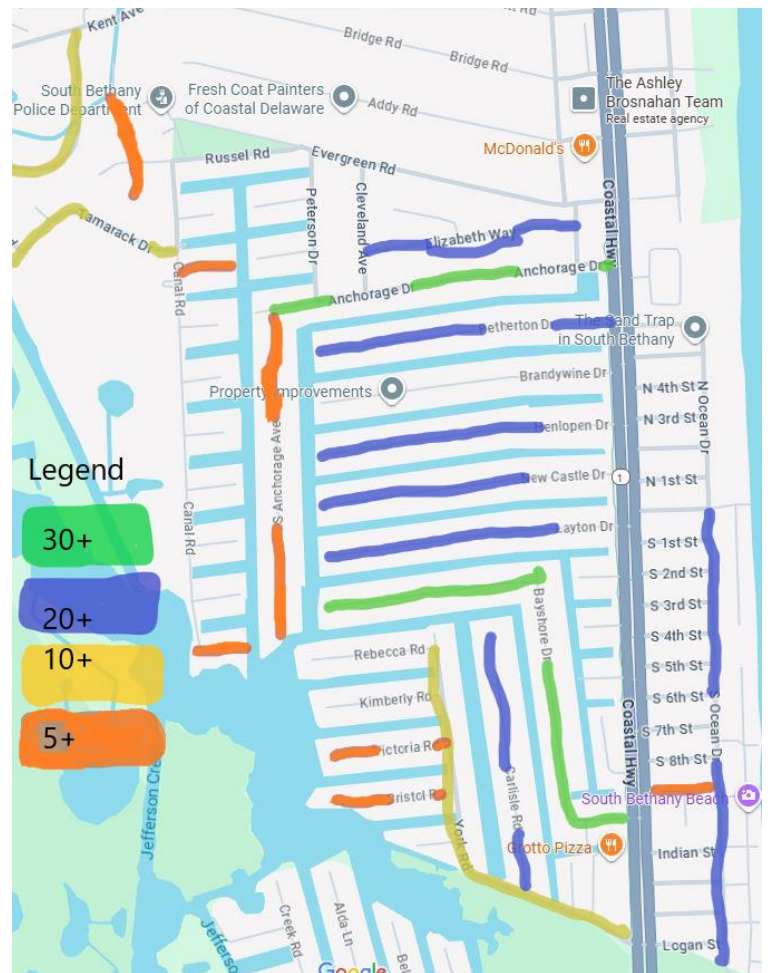 Kent Ave
Bridge Rd
Bridge Rd
South Bethany
Police Department
Fresh Coat Painters
of Coastal Delaware
Addy Rd
The Ashley
Brosnahan Team
Real estate agency
McDonald's
Russel Rd
Evergreen Rd
Coastal Hwy
Peterson Dr
Cleveland Ave
Elizabeth Way
Tamarack Dr
Canal Rd
Anchorage Dr
Anchorage Dr
Petherton Dr
The Sand Trap
in South Bethany
Brandywine Dr
N 4th St
N Ocean Dr
Property Improvements
N 3rd St
Henlopen Dr
S Anchorage Ave
Legend
New Castle Dr
1
N 1st St
Canal Rd
Layton Dr
30+
S 1st St
S 2nd St
Bayshore Dr
S 3rd St
20+
S 4th St
Rebecca Rd
10+
S 5th St
Kimberly Rd
S 6th St
Coastal Hwy
S Ocean Dr
S 7th St
5+
Victoria Rd
S 8th St
Carlisle Rd
Bristol Rd
South Bethany Beach
Jefferson Cre
York Rd
Grotto Pizza
Indian St
Creek Rd
Alda Ln
Bel
Logan St
Jeffers
Google